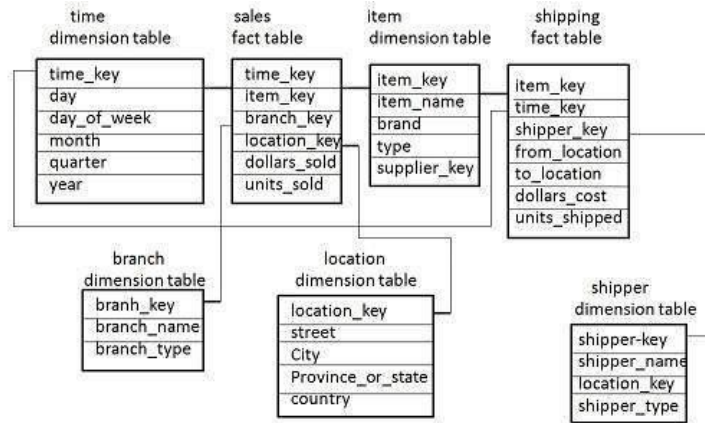 time
dimension table
time_key
day
day_of_week
month
quarter
year
sales
fact table
time_key
item_key
branch_key
location_key
dollars_sold
units_sold
item
dimension table
item_key
item_name
brand
type
supplier_key
shipping
fact table
item_key
time_key
shipper_key
from_location
to_location
dollars_cost
units_shipped
branch
dimension table
branh_key
branch_name
branch_type
location
dimension table
location_key
street
City
Province_or_state
country
shipper
dimension table
shipper-key
shipper_name
location_key
shipper_type